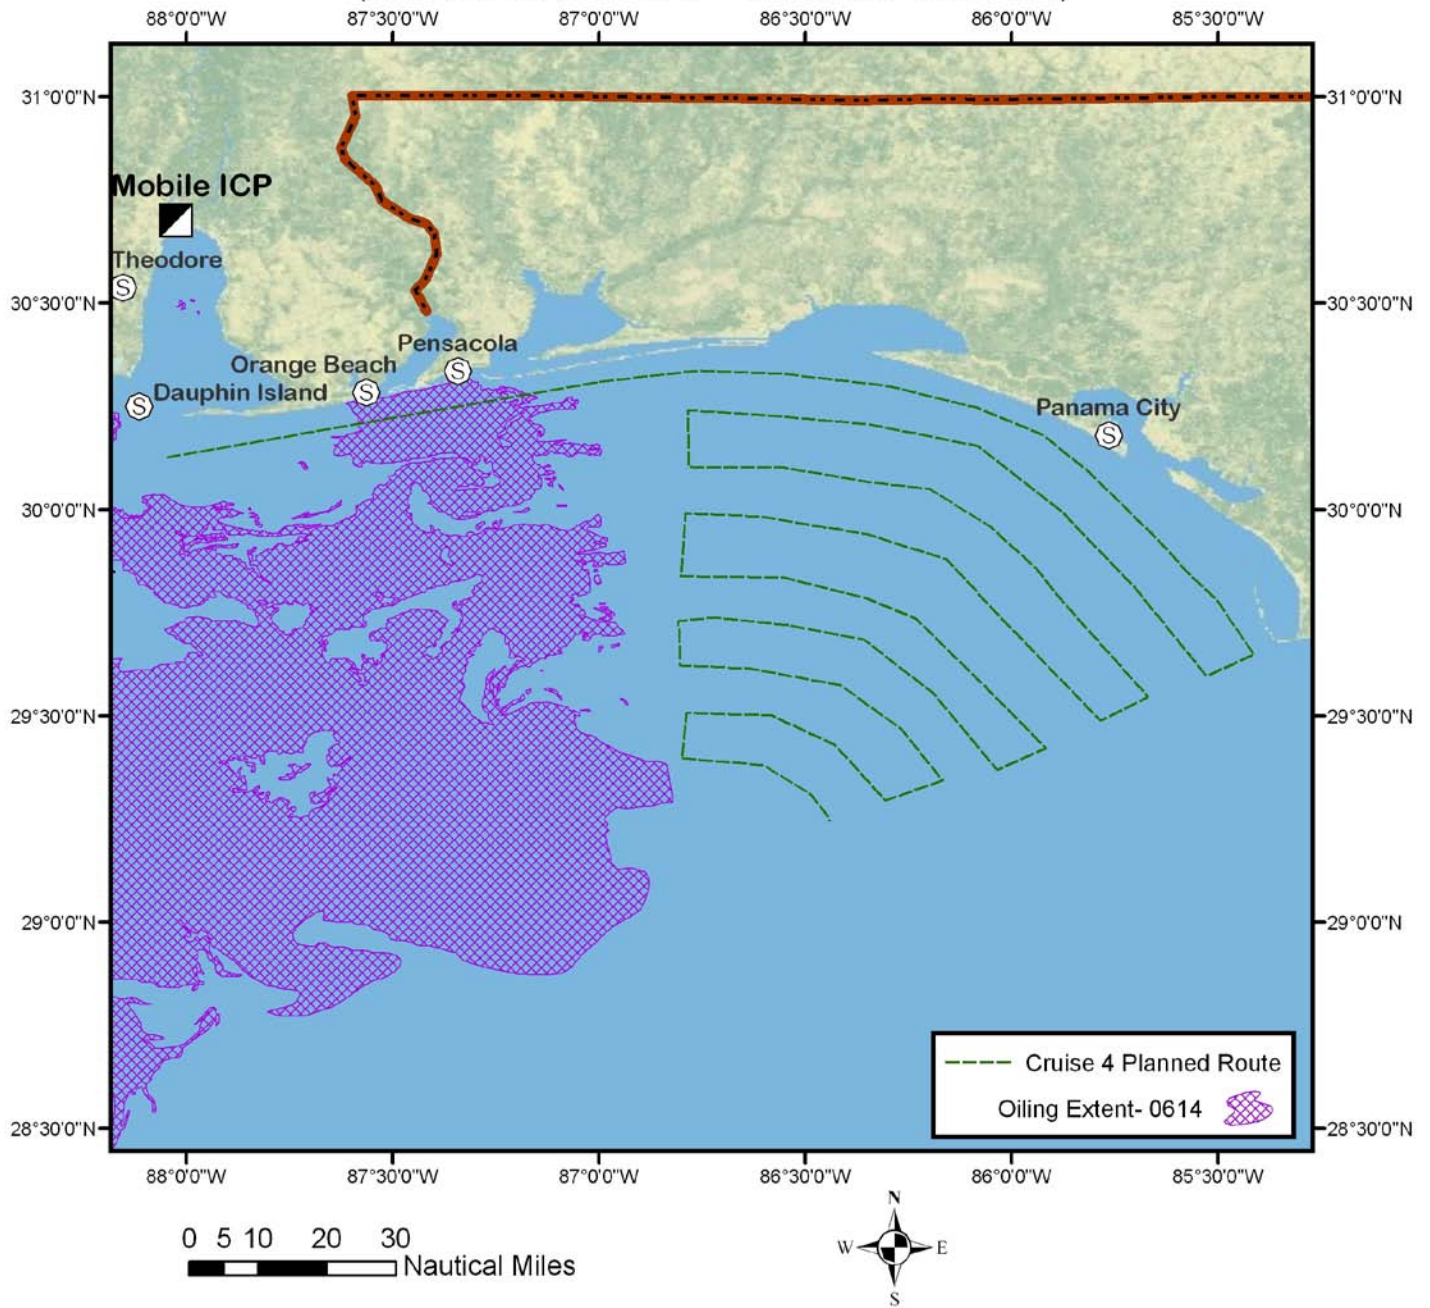 88°0'0"W 87°30'0"W 87°0'0"W 86°30'0"W 86°0'0"W 85°30'0"W
31°0'0"N 31°0'0"N
Mobile ICP
Theodore
S
30°30'0"N 30°30'0"N
Pensacola
S
Orange Beach
S
Dauphin Island
S
Panama City
S
30°0'0"N 30°0'0"N
29°30'0"N 29°30'0"N
29°0'0"N 29°0'0"N
Cruise 4 Planned Route
Oiling Extent- 0614
28°30'0"N 28°30'0"N
88°0'0"W 87°30'0"W 87°0'0"W 86°30'0"W 86°0'0"W 85°30'0"W
0 5 10 20 30
Nautical Miles
N
W E
S